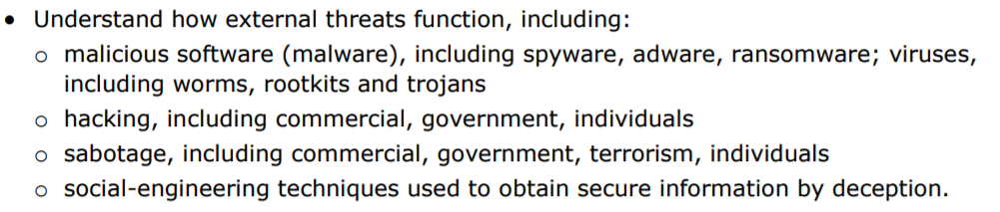 • Understand how external threats function, including:
o malicious software (malware), including spyware, adware, ransomware; viruses,
including worms, rootkits and trojans
o hacking, including commercial, government, individuals
o sabotage, including commercial, government, terrorism, individuals
o social-engineering techniques used to obtain secure information by deception.